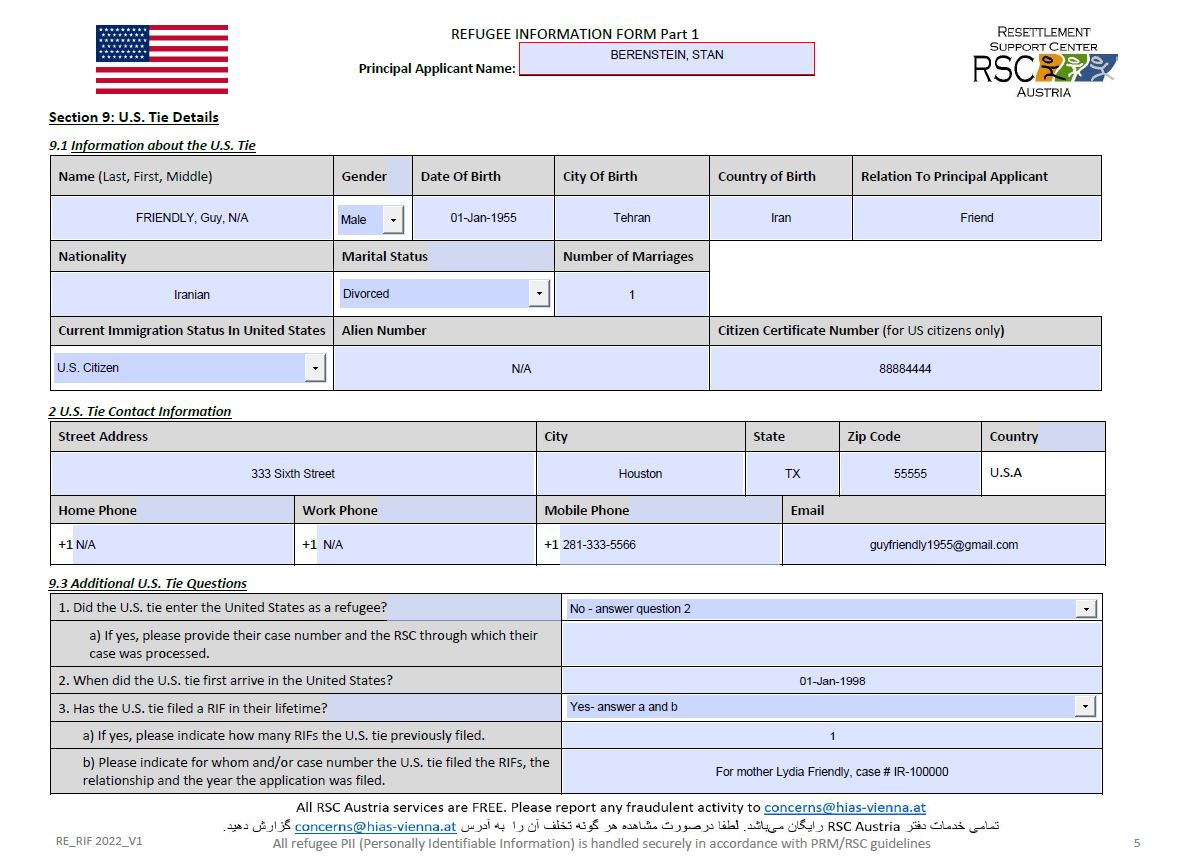 REFUGEE INFORMATION FORM Part 1
Principal Applicant Name: BERENSTEIN, STAN
RESETTLEMENT
SUPPORT CENTER
RSC
AUSTRIA
Section 9: U.S. Tie Details
9.1 Information about the U.S. Tie
Name (Last, First, Middle) Gender Date Of Birth City Of Birth Country of Birth Relation To Principal Applicant
FRIENDLY, Guy, N/A Male 01-Jan-1955 Tehran Iran Friend
Nationality Marital Status Number of Marriages
Iranian Divorced 1
Current Immigration Status In United States Alien Number Citizen Certificate Number (for US citizens only)
U.S. Citizen N/A 88884444
2 U.S. Tie Contact Information
Street Address City State Zip Code Country
333 Sixth Street Houston TX 55555 U.S.A
Home Phone Work Phone Mobile Phone Email
+1 N/A +1 N/A +1 281-333-5566 guyfriendly1955@gmail.com
9.3 Additional U.S. Tie Questions
1. Did the U.S. tie enter the United States as a refugee? No - answer question 2
a) If yes, please provide their case number and the RSC through which their
case was processed.
2. When did the U.S. tie first arrive in the United States? 01-Jan-1998
3. Has the U.S. tie filed a RIF in their lifetime? Yes- answer a and b
a) If yes, please indicate how many RIFs the U.S. tie previously filed. 1
b) Please indicate for whom and/or case number the U.S. tie filed the RIFs, the
relationship and the year the application was filed. For mother Lydia Friendly, case # IR-100000
All RSC Austria services are FREE. Please report any fraudulent activity to concerns@hias-vienna.at
تمامی خدمات دفتر RSC Austria رایگان می‌باشد. لطفا درصورت مشاهده هر گونه تخلف آن را به آدرس concerns@hias-vienna.at گزارش دهید.
RE_RIF 2022_V1 All refugee PII (Personally Identifiable Information) is handled securely in accordance with PRM/RSC guidelines 5